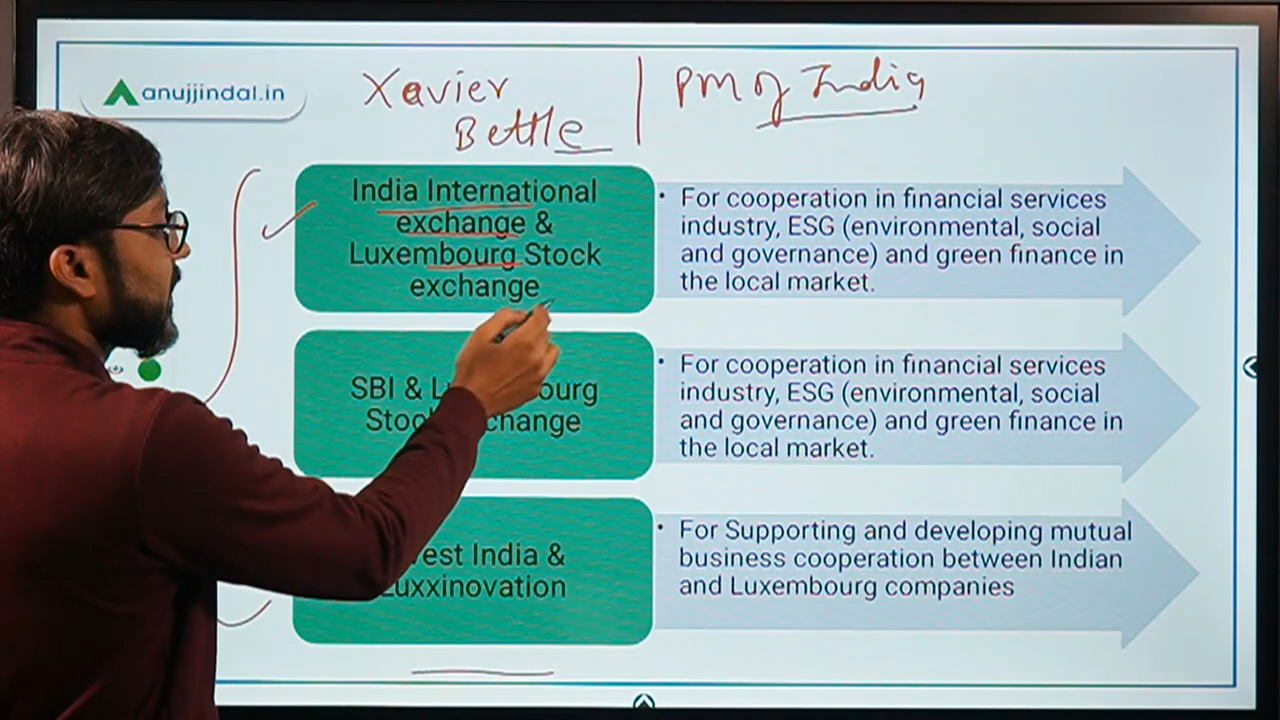 anujjindal.in
Xavier
Bettle
PM of India
India International
exchange &
Luxembourg Stock
exchange
• For cooperation in financial services
industry, ESG (environmental, social
and governance) and green finance in
the local market.
SBI &
• For cooperation in financial services
industry, ESG (environmental, social
and governance) and green finance in
the local market.
India &
Luxxinovation
• For Supporting and developing mutual
business cooperation between Indian
and Luxembourg companies